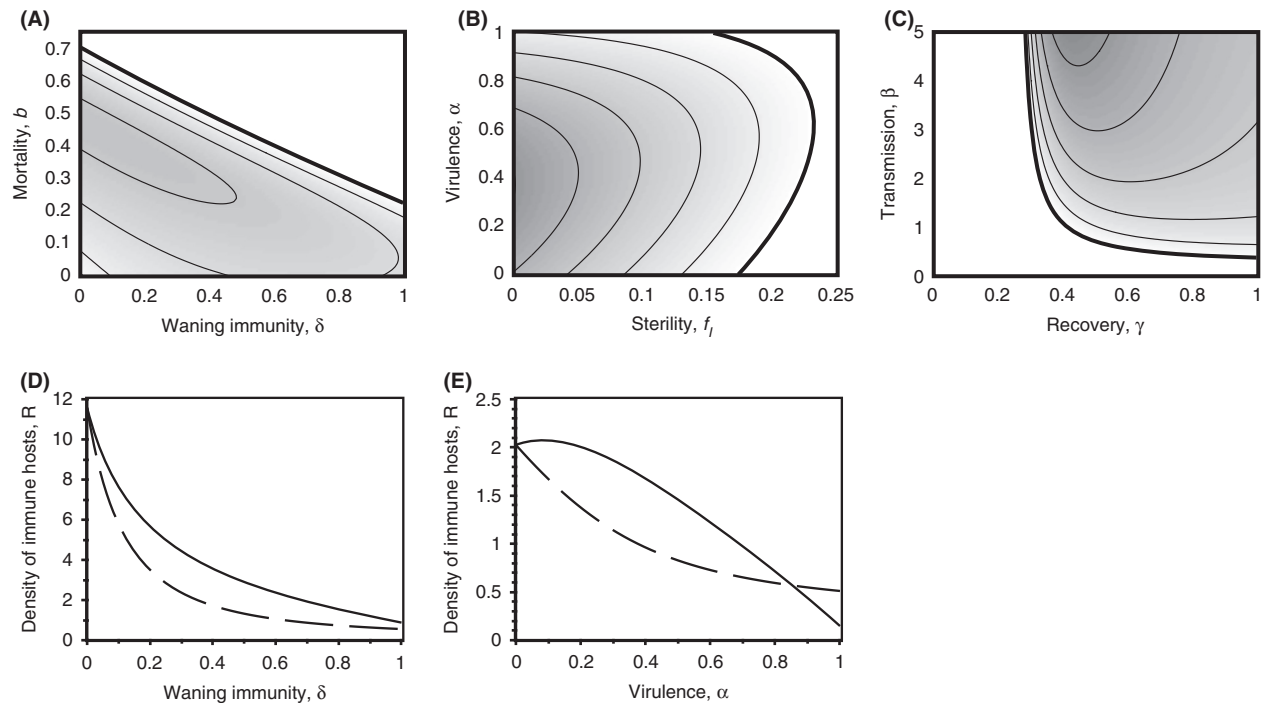 (A)
0.7
0.6
0.5
0.4
0.3
0.2
0.1
0
Mortality, b
0 0.2 0.4 0.6 0.8 1
Waning immunity, δ
(B)
1
0.8
0.6
0.4
0.2
0
Virulence, α
0 0.05 0.1 0.15 0.2 0.25
Sterility, f_I
(C)
5
4
3
2
1
0
Transmission, β
0 0.2 0.4 0.6 0.8 1
Recovery, γ
(D)
12
10
8
6
4
2
0
Density of immune hosts, R
0 0.2 0.4 0.6 0.8 1
Waning immunity, δ
(E)
2.5
2
1.5
1
0.5
0
Density of immune hosts, R
0 0.2 0.4 0.6 0.8 1
Virulence, α